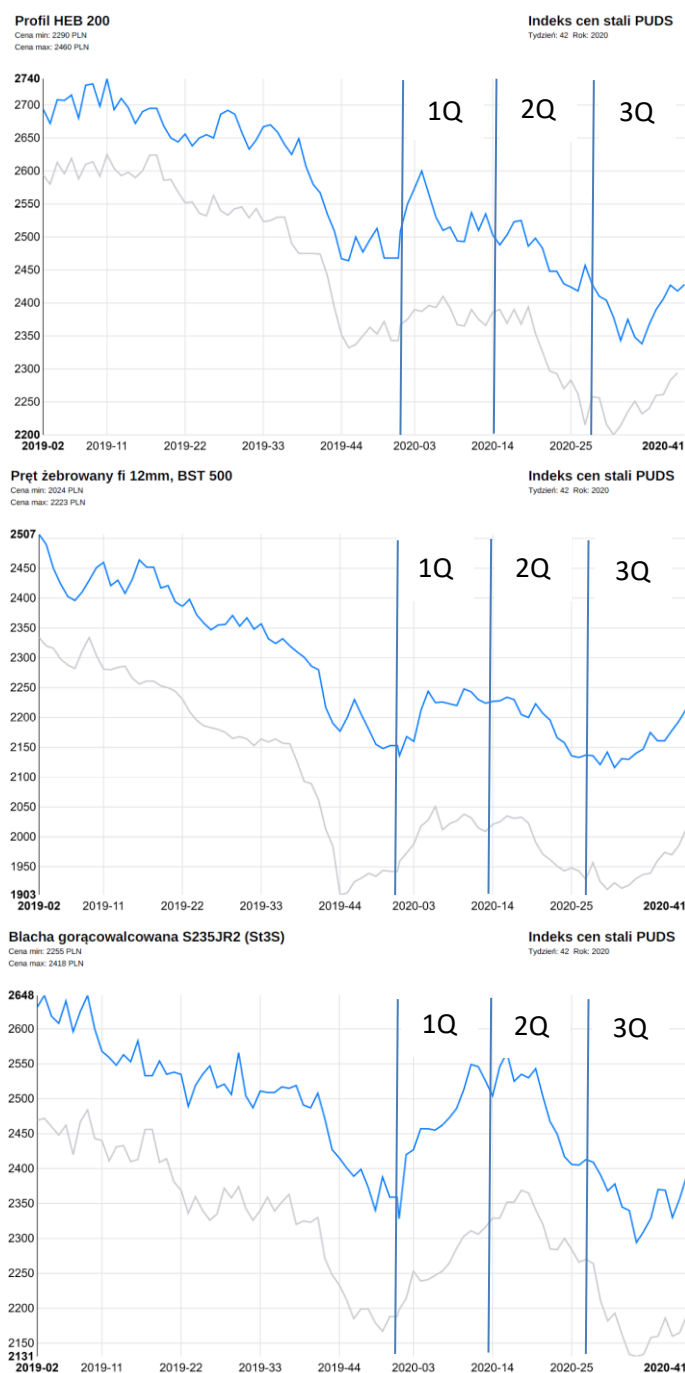 Profil HEB 200
Indeks cen stali PUDS
Cena min: 2290 PLN
Tydzień: 42 Rok: 2020
Cena max: 2460 PLN
2740
2700
1Q 2Q 3Q
2650
2600
2550
2500
2450
2400
2350
2300
2250
2200
2019-02 2019-11 2019-22 2019-33 2019-44 2020-03 2020-14 2020-25 2020-41
Pręt żebrowany fi 12mm, BST 500
Indeks cen stali PUDS
Cena min: 2024 PLN
Tydzień: 42 Rok: 2020
Cena max: 2223 PLN
2507
2450
1Q 2Q 3Q
2400
2350
2300
2250
2200
2150
2100
2050
2000
1950
1903
2019-02 2019-11 2019-22 2019-33 2019-44 2020-03 2020-14 2020-25 2020-41
Blacha gorącowalcowana S235JR2 (St3S)
Indeks cen stali PUDS
Cena min: 2255 PLN
Tydzień: 42 Rok: 2020
Cena max: 2418 PLN
2648
1Q 2Q 3Q
2600
2550
2500
2450
2400
2350
2300
2250
2200
2150
2131
2019-02 2019-11 2019-22 2019-33 2019-44 2020-03 2020-14 2020-25 2020-41